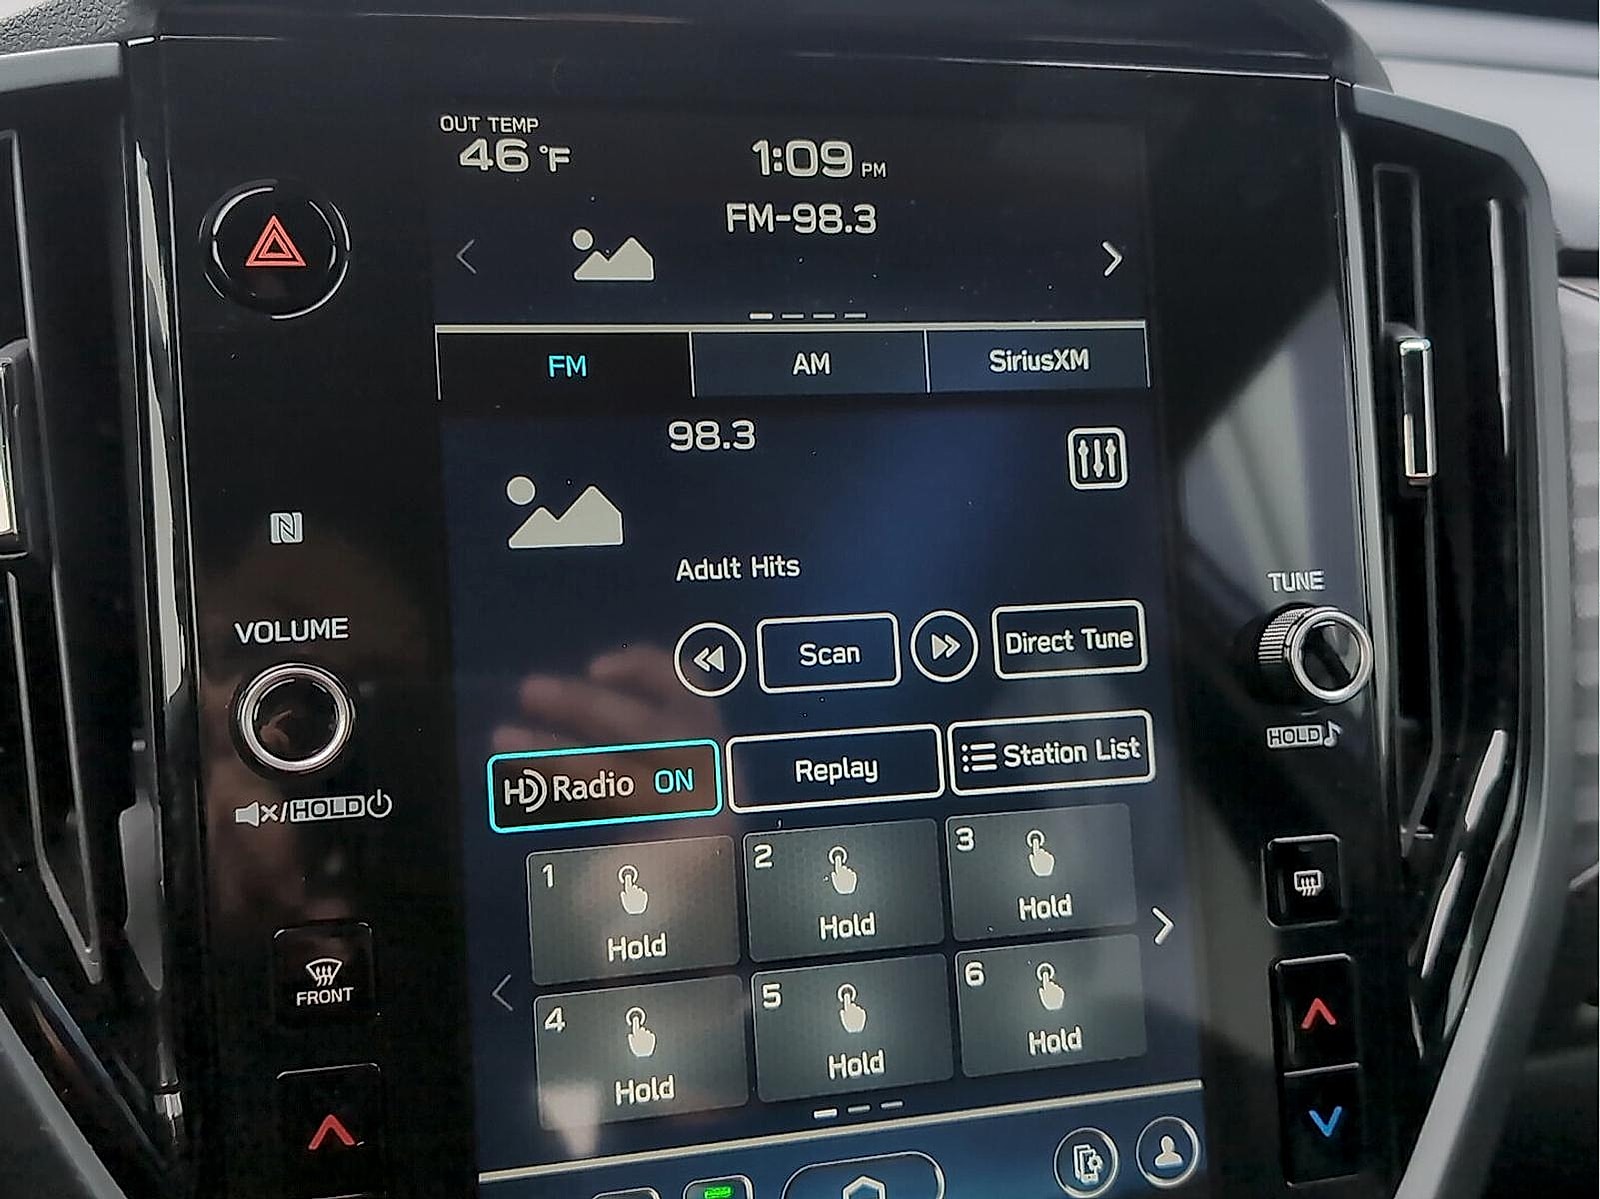 OUT TEMP
46 °F
1:09 PM
FM-98.3
FM AM SiriusXM
98.3
Adult Hits
Scan Direct Tune
HD Radio ON Replay Station List
1 Hold
2 Hold
3 Hold
4 Hold
5 Hold
6 Hold
N
VOLUME
/HOLD
FRONT
TUNE
HOLD